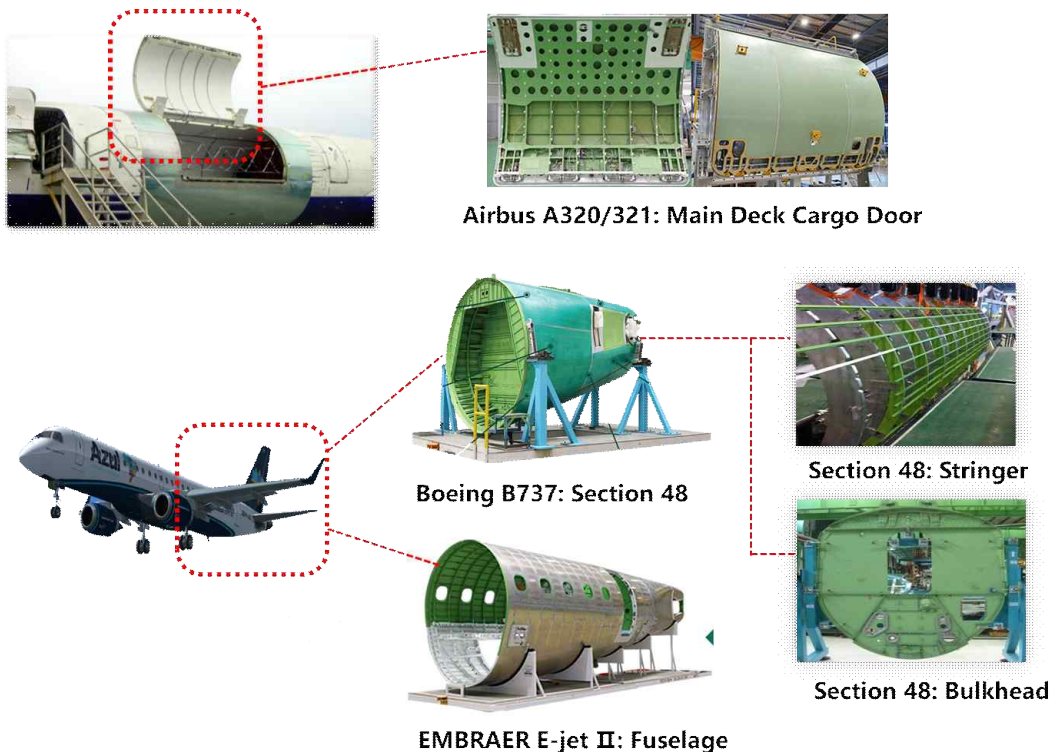 Airbus A320/321: Main Deck Cargo Door
Azul
Boeing B737: Section 48
Section 48: Stringer
EMBRAER E-jet Ⅱ: Fuselage
Section 48: Bulkhead